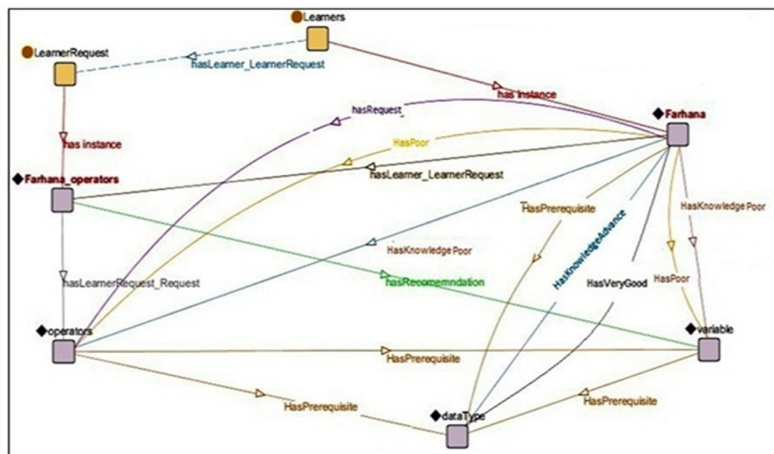 Learners
LearnerRequest
hasLearner_LearnerRequest
has instance
hasRequest
Farhana
HasPoor
has instance
hasLearner_LearnerRequest
Farhana_operators
HasPrerequisite
HasKnowledge Poor
HasKnowledgeAdvance
HasKnowledge Poor
hasLearnerRequest_Request
hasRecomemndation
HasVeryGood
HasPoor
operators
variable
HasPrerequisite
HasPrerequisite
HasPrerequisite
dataType